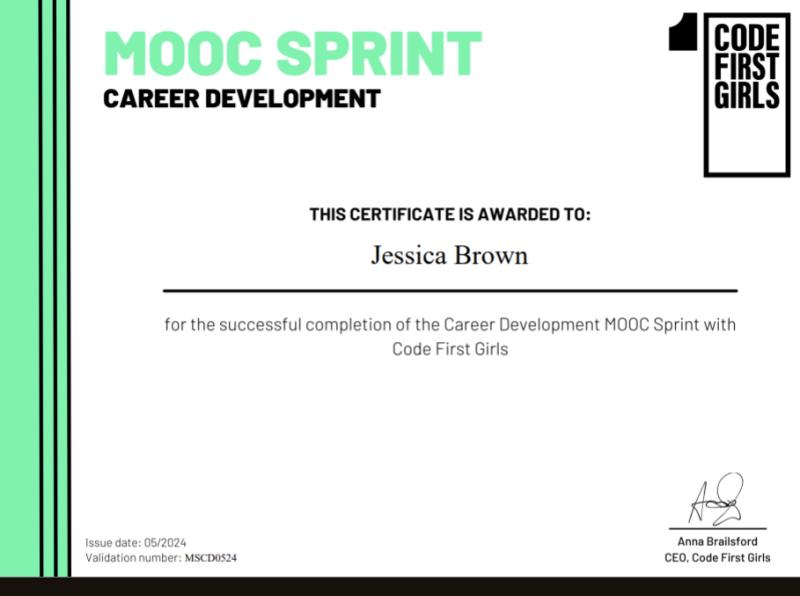 MOOC SPRINT
CAREER DEVELOPMENT
CODE
FIRST
GIRLS
THIS CERTIFICATE IS AWARDED TO:
Jessica Brown
for the successful completion of the Career Development MOOC Sprint with
Code First Girls
Issue date: 05/2024
Validation number: MSCD0524
Anna Brailsford
CEO, Code First Girls